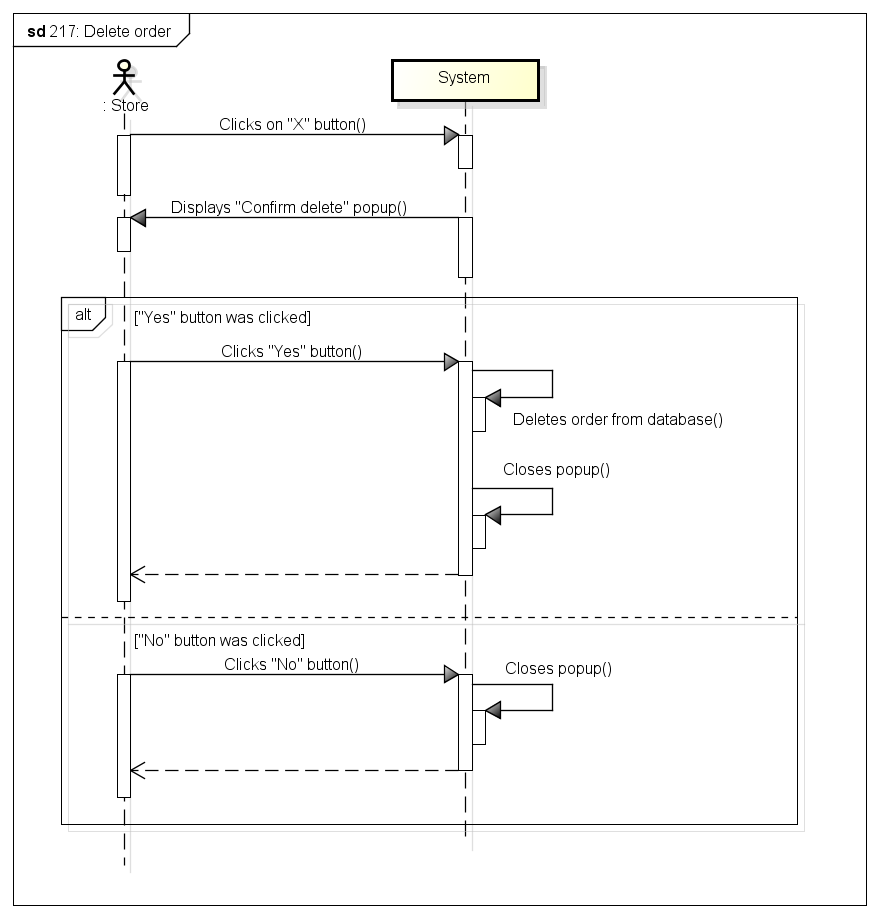 sd 217: Delete order
System
: Store
Clicks on "X" button()
Displays "Confirm delete" popup()
alt
["Yes" button was clicked]
Clicks "Yes" button()
Deletes order from database()
Closes popup()
["No" button was clicked]
Clicks "No" button()
Closes popup()